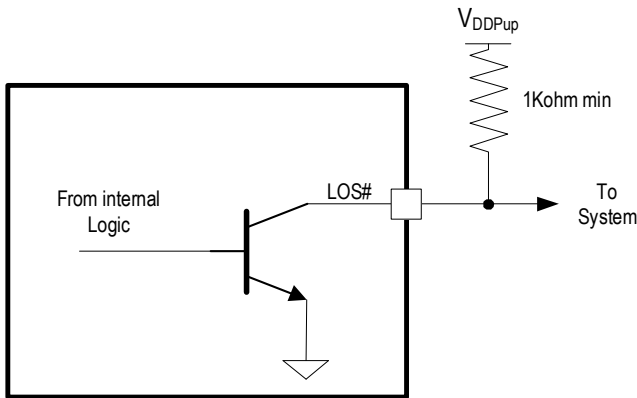 VDDPup
1Kohm min
LOS#
From internal
Logic
To
System